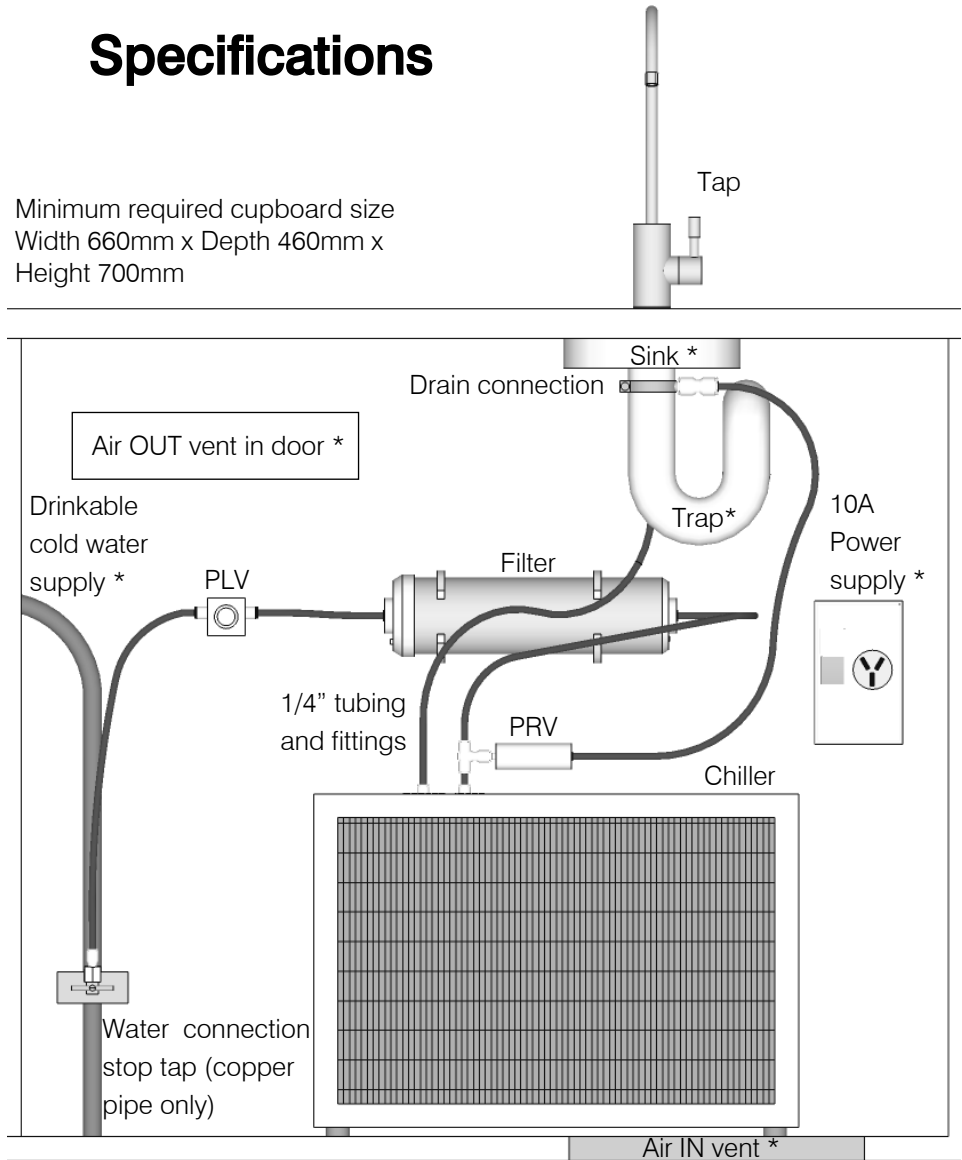 Specifications
Tap
Minimum required cupboard size
Width 660mm x Depth 460mm x
Height 700mm
Sink *
Drain connection
Air OUT vent in door *
Drinkable
cold water
supply *
PLV
Filter
Trap*
10A
Power
supply *
1/4” tubing
and fittings
PRV
Chiller
Water connection
stop tap (copper
pipe only)
Air IN vent *